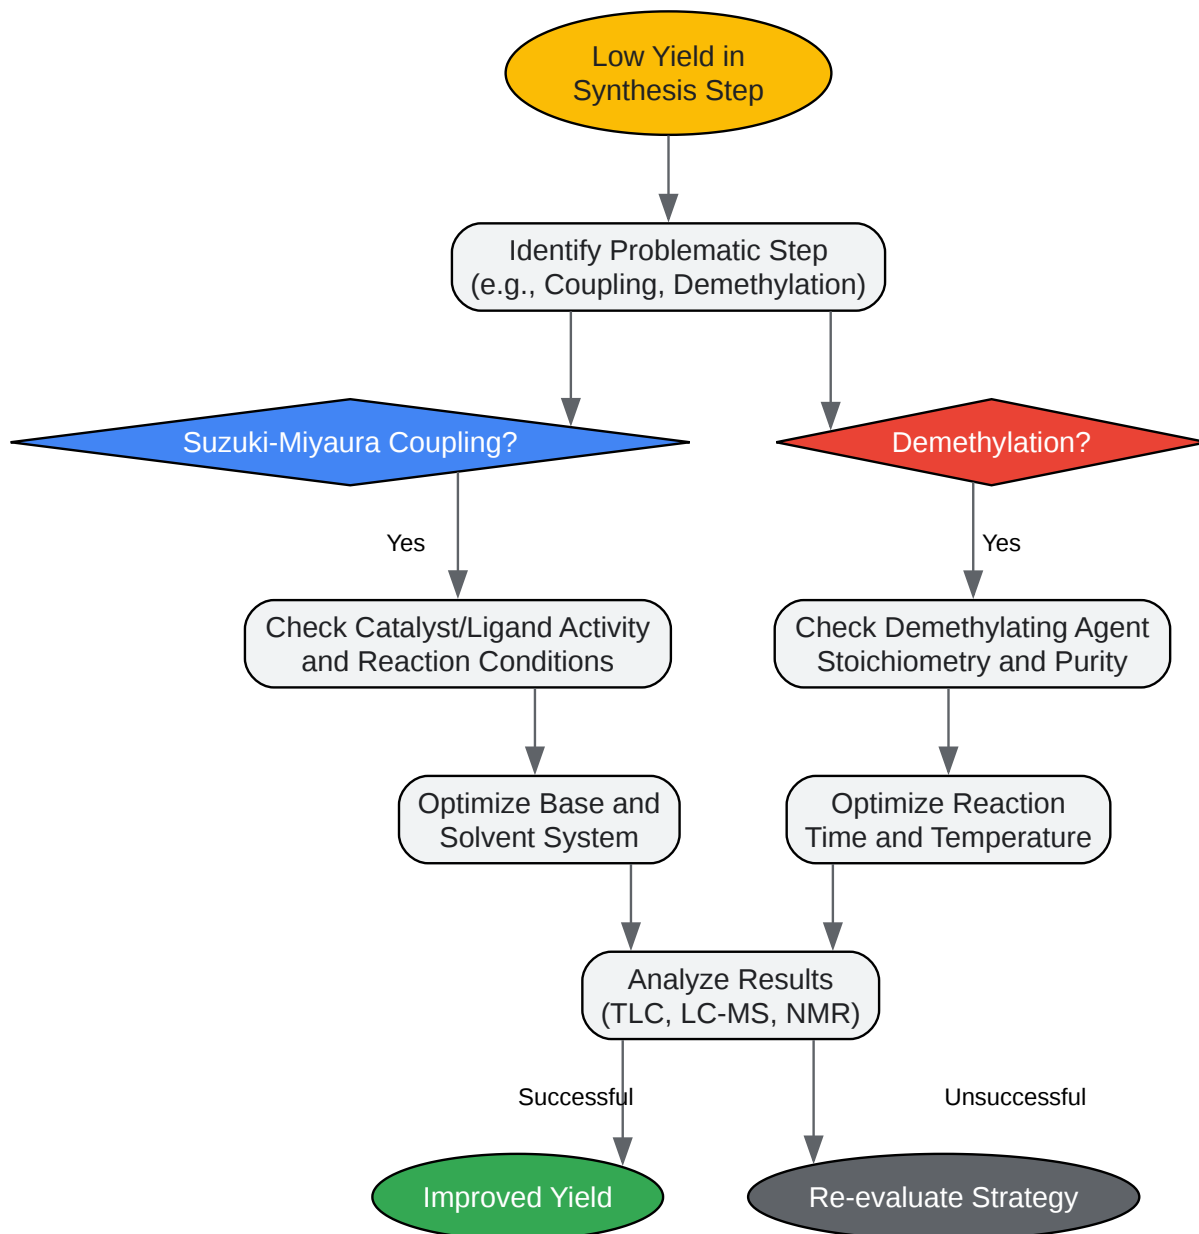 Low Yield in
Synthesis Step
Identify Problematic Step
(e.g., Coupling, Demethylation)
Suzuki-Miyaura Coupling?
Demethylation?
Yes
Yes
Check Catalyst/Ligand Activity
and Reaction Conditions
Check Demethylating Agent
Stoichiometry and Purity
Optimize Base and
Solvent System
Optimize Reaction
Time and Temperature
Analyze Results
(TLC, LC-MS, NMR)
Successful
Unsuccessful
Improved Yield
Re-evaluate Strategy